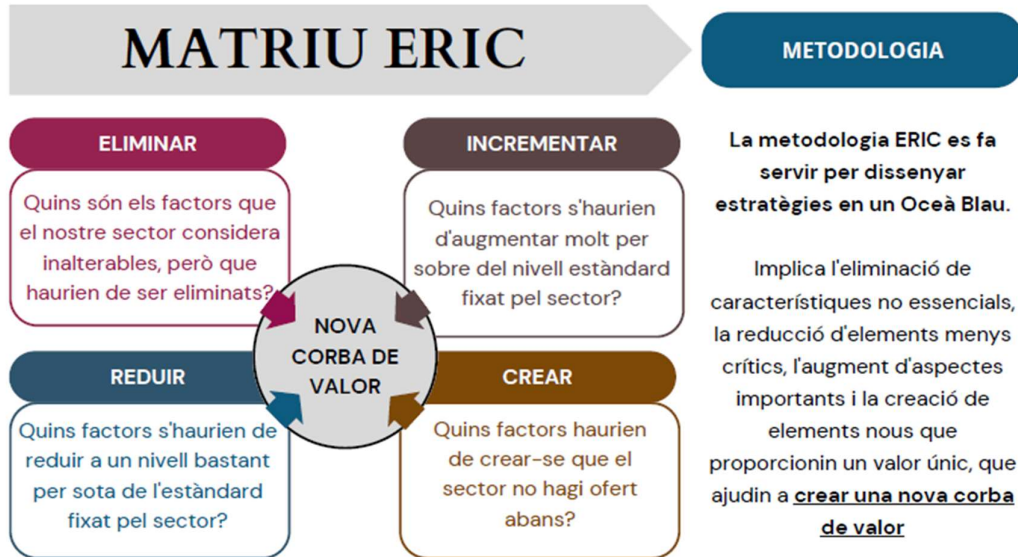 MATRIU ERIC
METODOLOGIA
ELIMINAR
Quins són els factors que
el nostre sector considera
inalterables, però que
haurien de ser eliminats?
INCREMENTAR
Quins factors s'haurien
d'augmentar molt per
sobre del nivell estàndard
fixat pel sector?
NOVA
CORBA DE
VALOR
REDUIR
Quins factors s'haurien de
reduir a un nivell bastant
per sota de l'estàndard
fixat pel sector?
CREAR
Quins factors haurien
de crear-se que el
sector no hagi ofert
abans?
La metodologia ERIC es fa
servir per dissenyar
estratègies en un Oceà Blau.
Implica l'eliminació de
característiques no essencials,
la reducció d'elements menys
crítics, l'augment d'aspectes
importants i la creació de
elements nous que
proporcionin un valor únic, que
ajudin a crear una nova corba
de valor